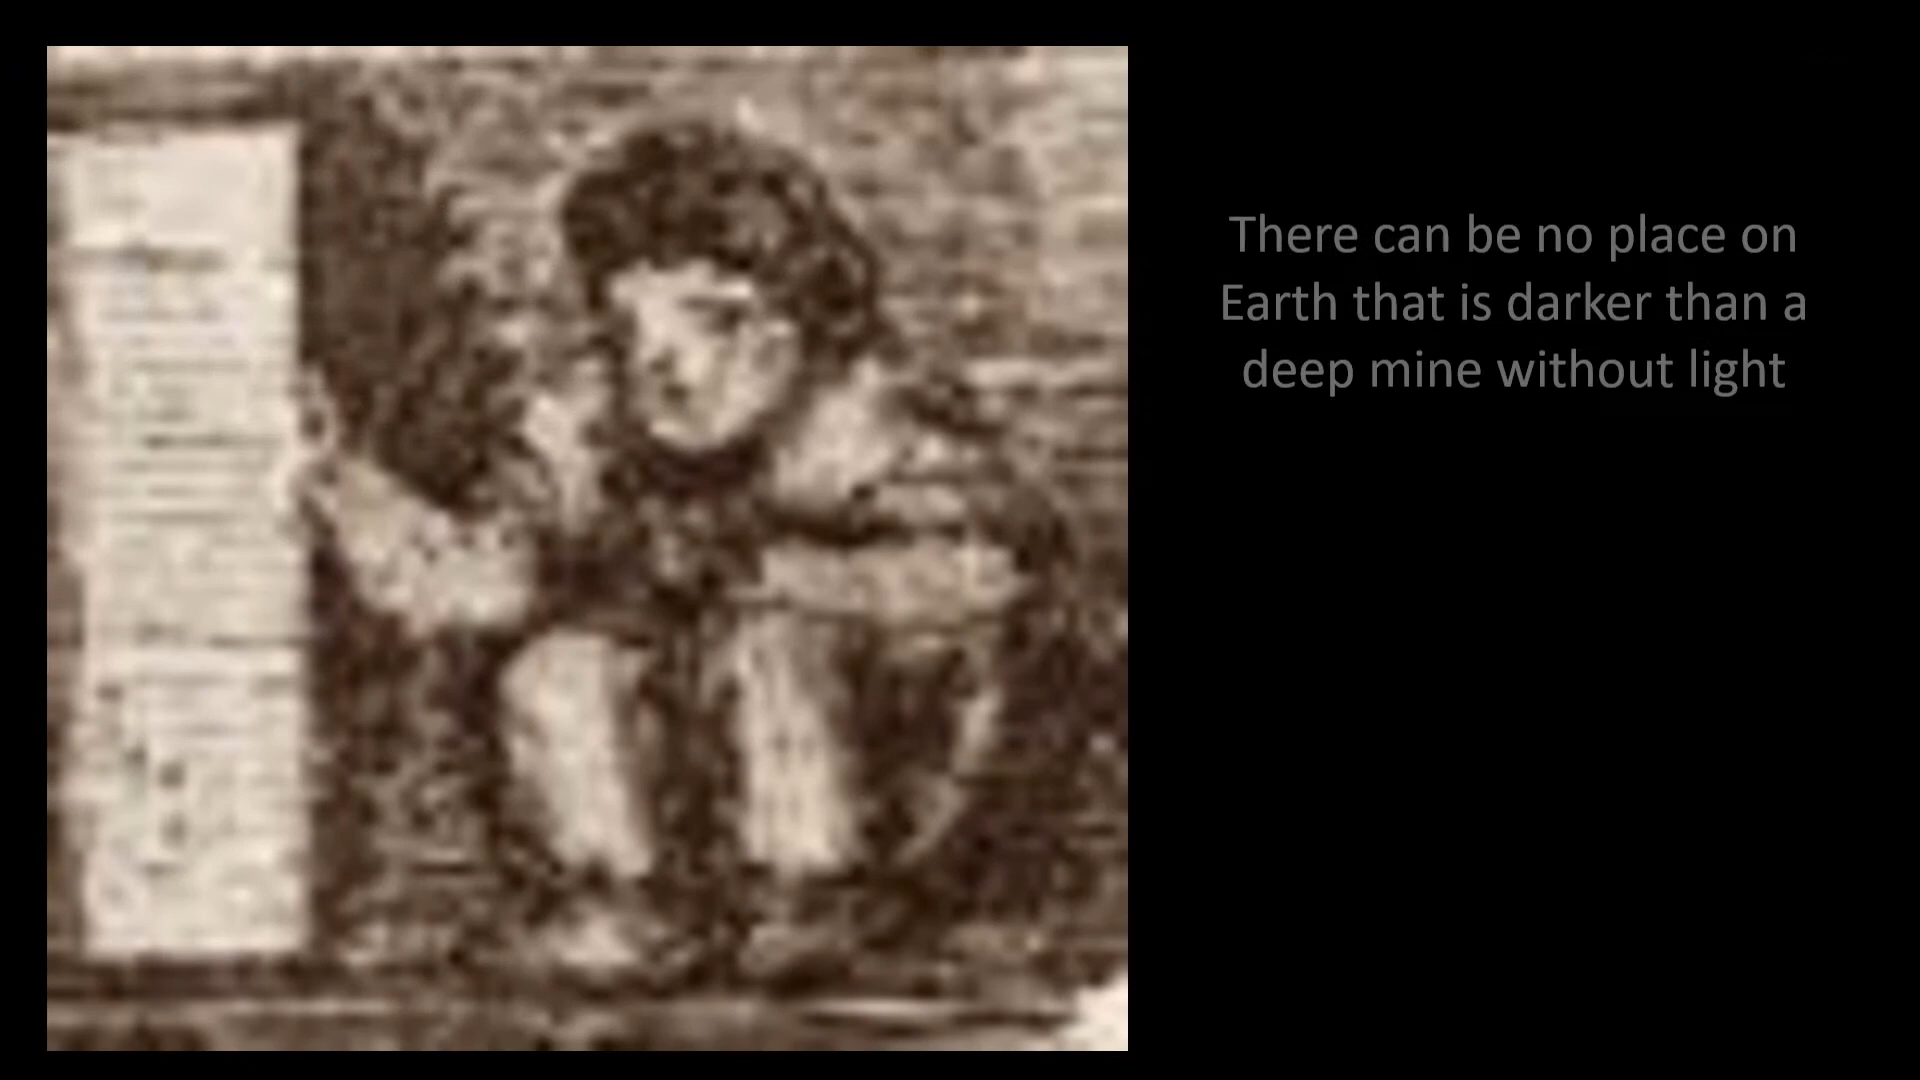 There can be no place on
Earth that is darker than a
deep mine without light